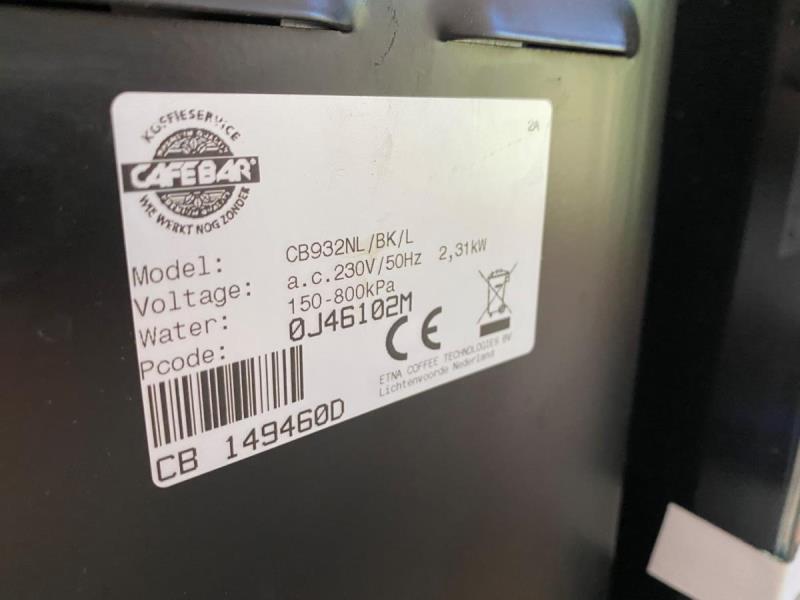 2A
KOFFIESERVICE
CAFEBAR®
WIE WERKT NOG ZONDER
Model: CB932NL/BK/L
Voltage: a.c.230V/50Hz 2,31kW
Water: 150-800kPa
Pcode: 0J46102M
CE
ETNA COFFEE TECHNOLOGIES BV
Lichtenvoorde Nederland
CB 149460D